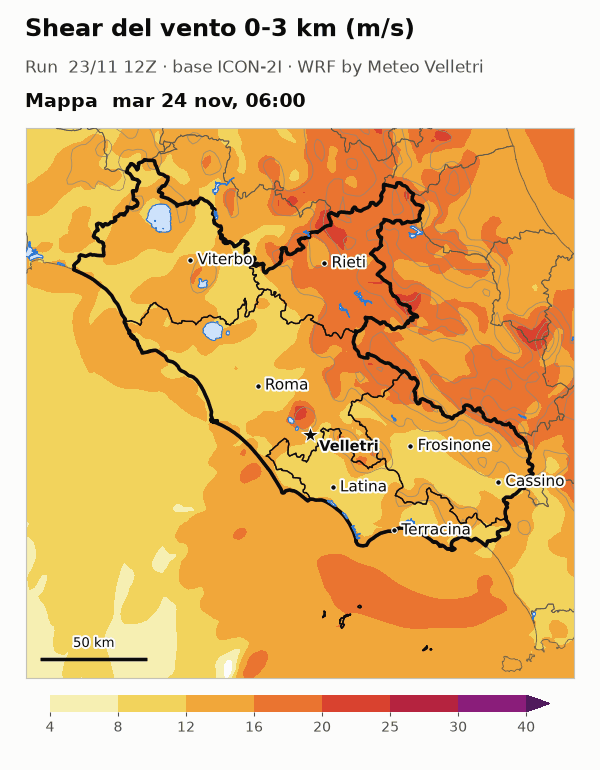 Shear del vento 0-3 km (m/s)
Run  23/11 12Z · base ICON-2I · WRF by Meteo Velletri
Mappa  mar 24 nov, 06:00
Viterbo
Rieti
Roma
Velletri
Frosinone
Latina
Cassino
Terracina
50 km
4 8 12 16 20 25 30 40